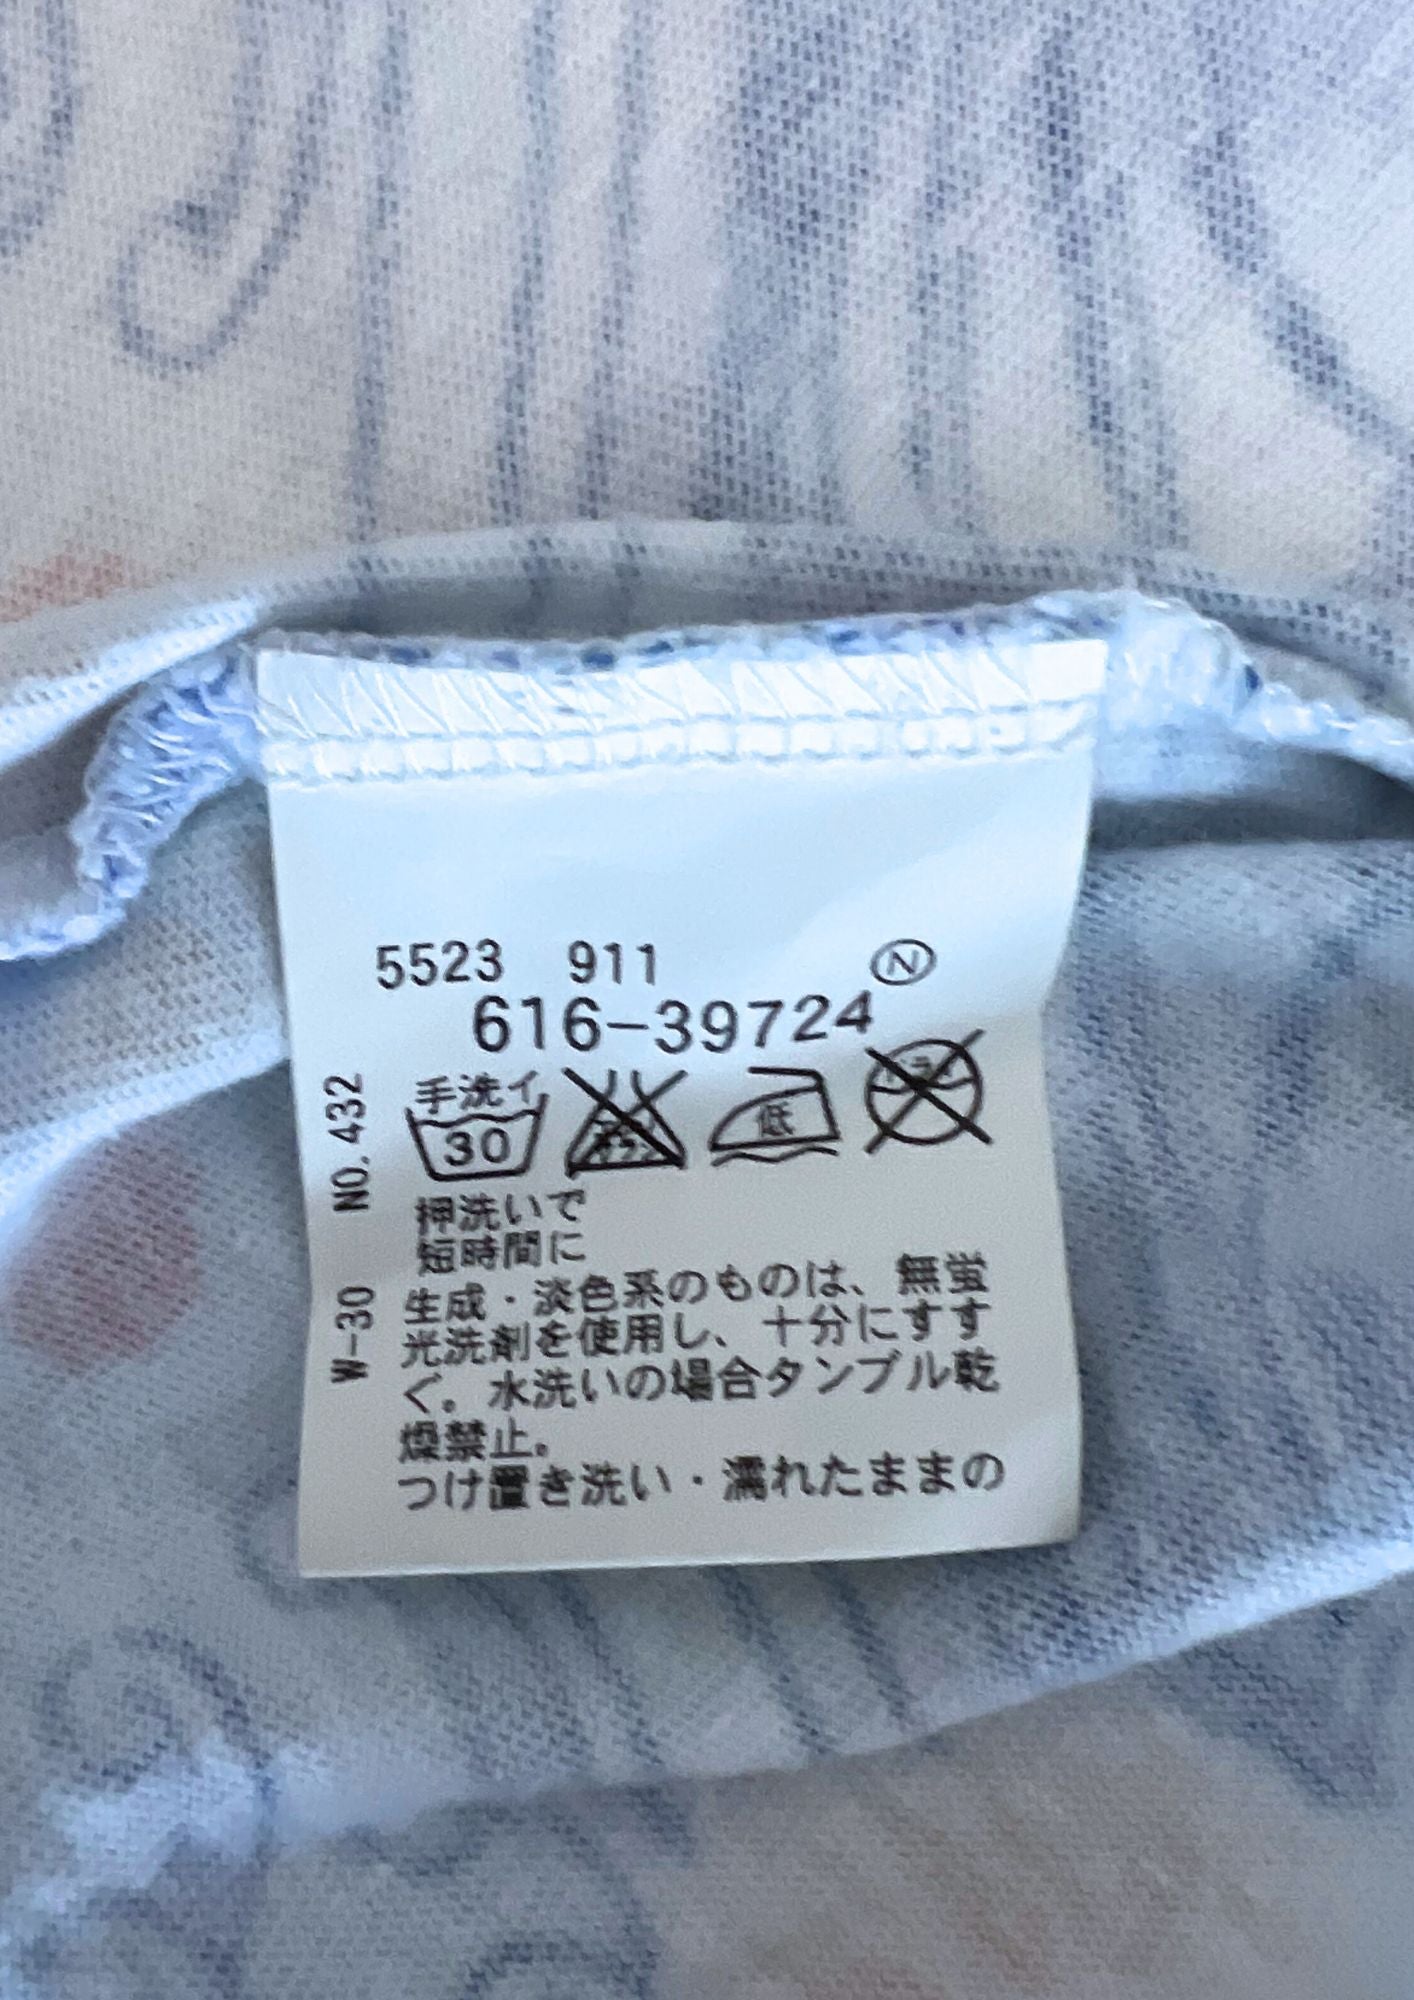 5523 911 Ⓝ
616-39724
手洗イ
30
低
押洗いで
短時間に
生成・淡色系のものは、無蛍
光洗剤を使用し、十分にすす
ぐ。水洗いの場合タンブル乾
燥禁止。
つけ置き洗い・濡れたままの
NO.432
W-30